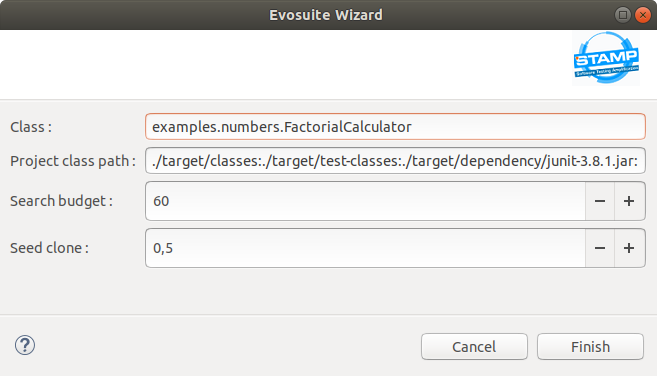 Evosuite Wizard
STAMP
Software Testing Amplification
Class :
examples.numbers.FactorialCalculator
Project class path :
./target/classes:./target/test-classes:./target/dependency/junit-3.8.1.jar:
Search budget :
60
Seed clone :
0,5
Cancel
Finish